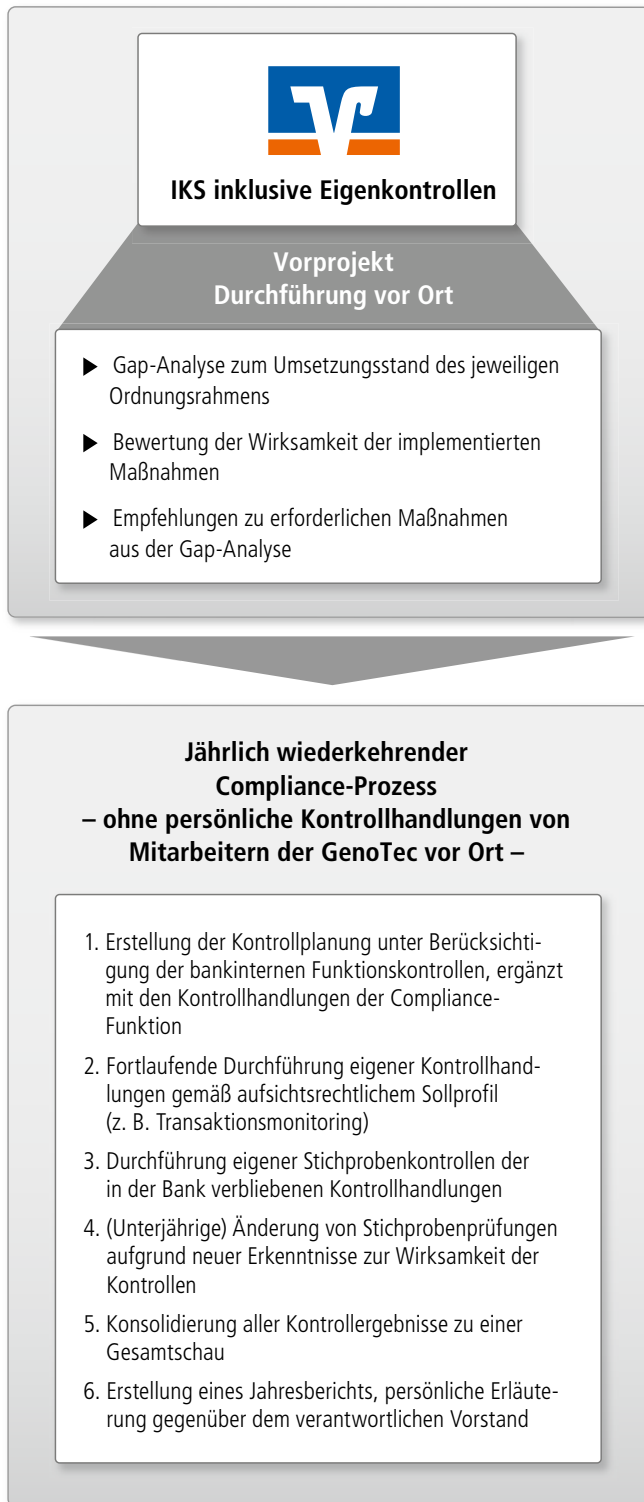 IKS inklusive Eigenkontrollen
Vorprojekt
Durchführung vor Ort
▶ Gap-Analyse zum Umsetzungsstand des jeweiligen
Ordnungsrahmens
▶ Bewertung der Wirksamkeit der implementierten
Maßnahmen
▶ Empfehlungen zu erforderlichen Maßnahmen
aus der Gap-Analyse
Jährlich wiederkehrender
Compliance-Prozess
– ohne persönliche Kontrollhandlungen von
Mitarbeitern der GenoTec vor Ort –
1. Erstellung der Kontrollplanung unter Berücksichti-
gung der bankinternen Funktionskontrollen, ergänzt
mit den Kontrollhandlungen der Compliance-
Funktion
2. Fortlaufende Durchführung eigener Kontrollhand-
lungen gemäß aufsichtsrechtlichem Sollprofil
(z. B. Transaktionsmonitoring)
3. Durchführung eigener Stichprobenkontrollen der
in der Bank verbliebenen Kontrollhandlungen
4. (Unterjährige) Änderung von Stichprobenprüfungen
aufgrund neuer Erkenntnisse zur Wirksamkeit der
Kontrollen
5. Konsolidierung aller Kontrollergebnisse zu einer
Gesamtschau
6. Erstellung eines Jahresberichts, persönliche Erläute-
rung gegenüber dem verantwortlichen Vorstand